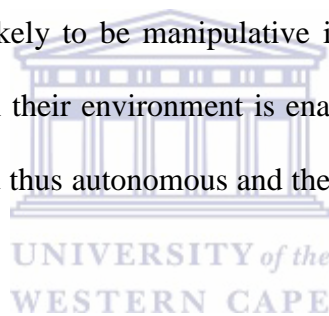 kely to be manipulative i
their environment is ena
thus autonomous and the
UNIVERSITY of the
WESTERN CAPE